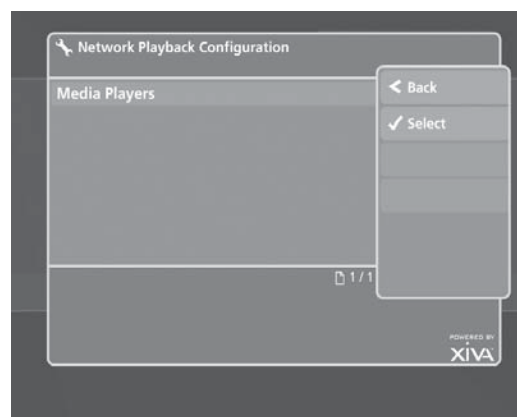 Network Playback Configuration
Media Players
< Back
✓ Select
1/1
POWERED BY
XiVA